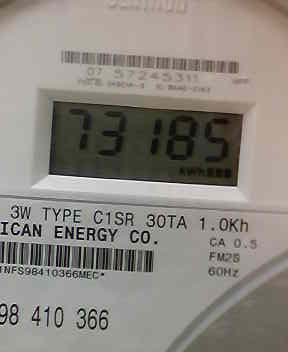 07 57245311
73185
kWh
3W TYPE C1SR 30TA 1.0Kh
ICAN ENERGY CO.
CA 0.5
FM2S
60Hz
1NFS98410366MEC*
98 410 366